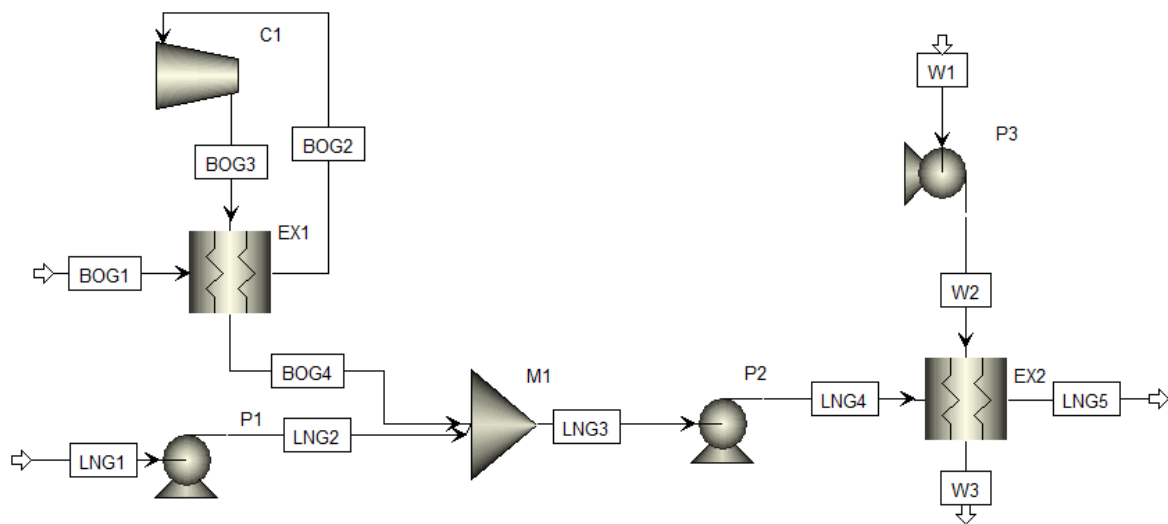 C1
W1
P3
BOG3
BOG2
EX1
BOG1
W2
BOG4
M1
P2
EX2
LNG4
LNG5
P1
LNG2
LNG3
LNG1
W3